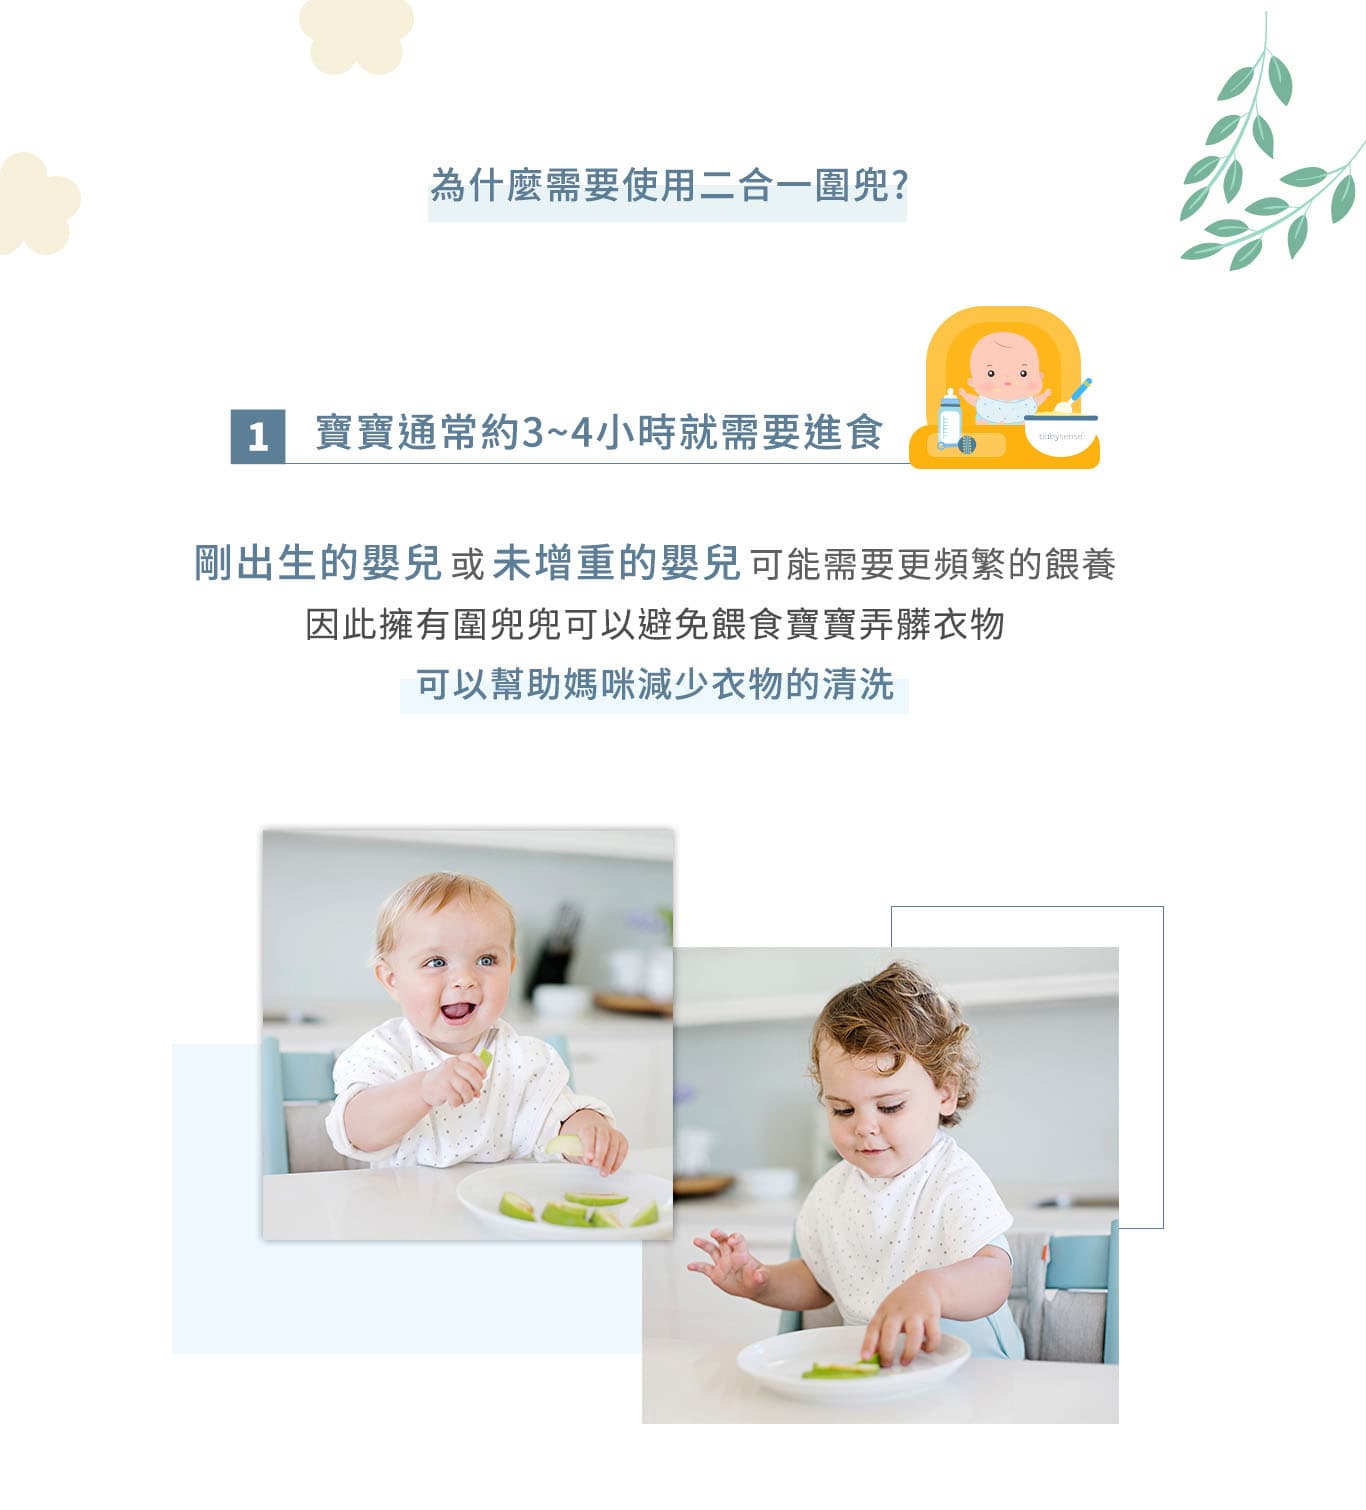 為什麼需要使用二合一圍兜?
1 寶寶通常約3~4小時就需要進食
babysense
剛出生的嬰兒或未增重的嬰兒可能需要更頻繁的餵養
因此擁有圍兜兜可以避免餵食寶寶弄髒衣物
可以幫助媽咪減少衣物的清洗